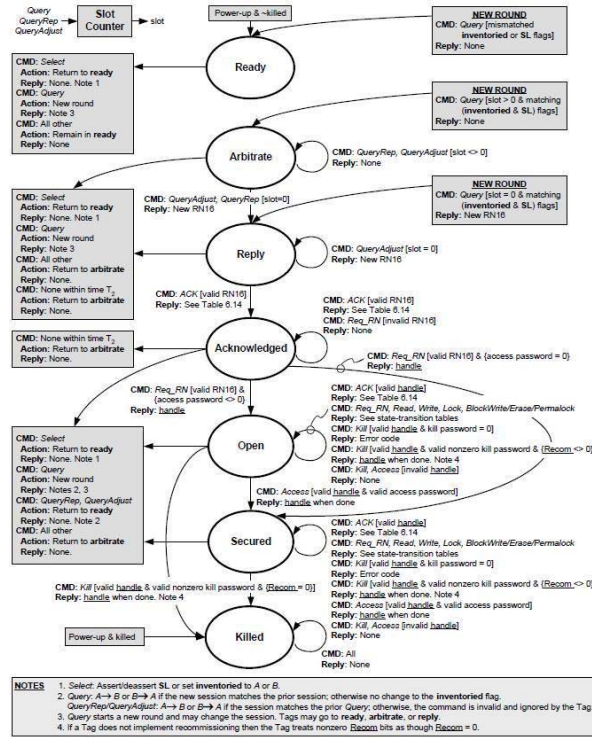 Query
QueryRep
QueryAdjust
Slot
Counter
slot
Power-up & ~killed
NEW ROUND
CMD: Query [mismatched
inventoried or SL flags]
Reply: None
Ready
CMD: Select
Action: Return to ready
Reply: None. Note 1
CMD: Query
Action: New round
Reply: Note 3
CMD: All other
Action: Remain in ready
Reply: None
NEW ROUND
CMD: Query [slot > 0 & matching
(inventoried & SL) flags]
Reply: None
Arbitrate
CMD: QueryRep, QueryAdjust [slot <> 0]
Reply: None
CMD: QueryAdjust, QueryRep [slot=0]
Reply: New RN16
NEW ROUND
CMD: Query [slot = 0 & matching
(inventoried & SL) flags]
Reply: New RN16
CMD: Select
Action: Return to ready
Reply: None. Note 1
CMD: Query
Action: New round
Reply: Note 3
CMD: All other
Action: Return to arbitrate
Reply: None.
CMD: None within time T2
Action: Return to arbitrate
Reply: None.
Reply
CMD: QueryAdjust [slot = 0]
Reply: New RN16
CMD: ACK [valid RN16]
Reply: See Table 6.14
CMD: ACK [valid RN16]
Reply: See Table 6.14
CMD: Req_RN [invalid RN16]
Reply: None
CMD: None within time T2
Action: Return to arbitrate
Reply: None.
Acknowledged
CMD: Req_RN [valid RN16] & {access password = 0}
Reply: handle
CMD: Req_RN [valid RN16] &
{access password <> 0}
Reply: handle
CMD: ACK [valid handle]
Reply: See Table 6.14
CMD: Req_RN, Read, Write, Lock, BlockWrite/Erase/Permalock
Reply: See state-transition tables
CMD: Kill [valid handle & kill password = 0]
Reply: Error code
CMD: Kill [valid handle & valid nonzero kill password & {Recom <> 0}]
Reply: handle when done. Note 4
CMD: Kill, Access [invalid handle]
Reply: None
Open
CMD: Select
Action: Return to ready
Reply: None. Note 1
CMD: Query
Action: New round
Reply: Notes 2, 3
CMD: QueryRep, QueryAdjust
Action: Return to ready
Reply: None. Note 2
CMD: All other
Action: Return to arbitrate
Reply: None.
CMD: Access [valid handle & valid access password]
Reply: handle when done
Secured
CMD: ACK [valid handle]
Reply: See Table 6.14
CMD: Req_RN, Read, Write, Lock, BlockWrite/Erase/Permalock
Reply: See state-transition tables
CMD: Kill [valid handle & kill password = 0]
Reply: Error code
CMD: Kill [valid handle & valid nonzero kill password & {Recom <> 0}]
Reply: handle when done. Note 4
CMD: Access [valid handle & valid access password]
Reply: handle when done
CMD: Kill, Access [invalid handle]
Reply: None
CMD: Kill [valid handle & valid nonzero kill password & {Recom = 0}]
Reply: handle when done. Note 4
Power-up & killed
Killed
CMD: All
Reply: None
NOTES 1. Select: Assert/deassert SL or set inventoried to A or B.
2. Query: A→ B or B→ A if the new session matches the prior session; otherwise no change to the inventoried flag.
QueryRep/QueryAdjust: A→ B or B→ A if the session matches the prior Query; otherwise, the command is invalid and ignored by the Tag.
3. Query starts a new round and may change the session. Tags may go to ready, arbitrate, or reply.
4. If a Tag does not implement recommissioning then the Tag treats nonzero Recom bits as though Recom = 0.